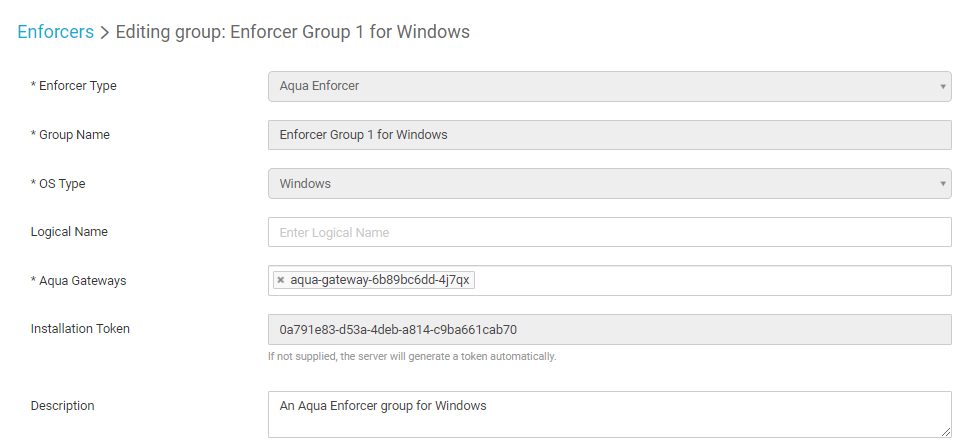 Enforcers > Editing group: Enforcer Group 1 for Windows
* Enforcer Type Aqua Enforcer
* Group Name Enforcer Group 1 for Windows
* OS Type Windows
Logical Name Enter Logical Name
* Aqua Gateways × aqua-gateway-6b89bc6dd-4j7qx
Installation Token 0a791e83-d53a-4deb-a814-c9ba661cab70
If not supplied, the server will generate a token automatically.
Description An Aqua Enforcer group for Windows